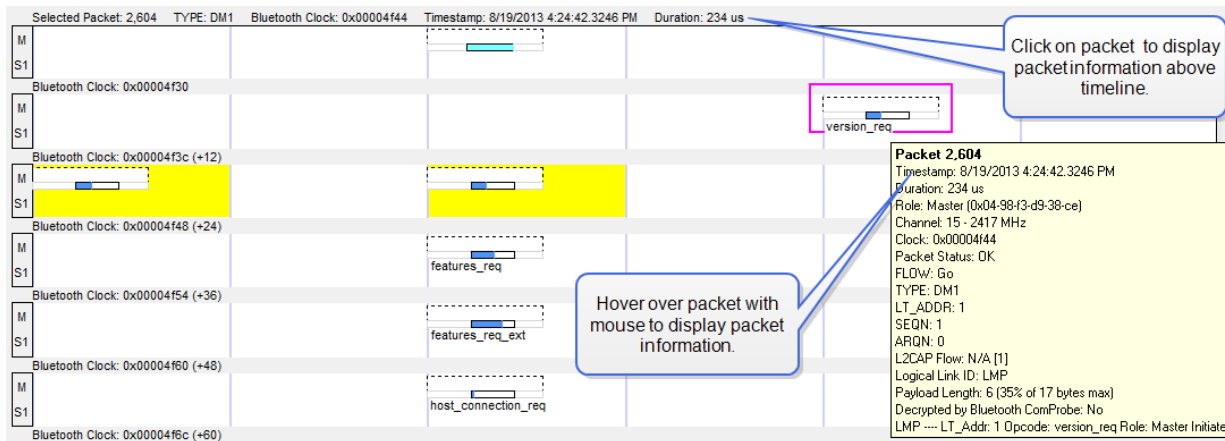 Selected Packet: 2,604 TYPE: DM1 Bluetooth Clock: 0x00004f44 Timestamp: 8/19/2013 4:24:42.3246 PM Duration: 234 us
M
S1
Click on packet to display
packet information above
timeline.
Bluetooth Clock: 0x00004f30
M
S1
version_req
Bluetooth Clock: 0x00004f3c (+12)
M
S1
Bluetooth Clock: 0x00004f48 (+24)
M
S1
features_req
Bluetooth Clock: 0x00004f54 (+36)
M
S1
features_req_ext
Bluetooth Clock: 0x00004f60 (+48)
M
S1
host_connection_req
Bluetooth Clock: 0x00004f6c (+60)
Hover over packet with
mouse to display packet
information.
Packet 2,604
Timestamp: 8/19/2013 4:24:42.3246 PM
Duration: 234 us
Role: Master (0x04-98-f3-d9-38-ce)
Channel: 15 - 2417 MHz
Clock: 0x00004f44
Packet Status: OK
FLOW: Go
TYPE: DM1
LT_ADDR: 1
SEQN: 1
ARQN: 0
L2CAP Flow: N/A [1]
Logical Link ID: LMP
Payload Length: 6 (35% of 17 bytes max)
Decrypted by Bluetooth ComProbe: No
LMP ---- LT_Addr: 1 Opcode: version_req Role: Master Initiate